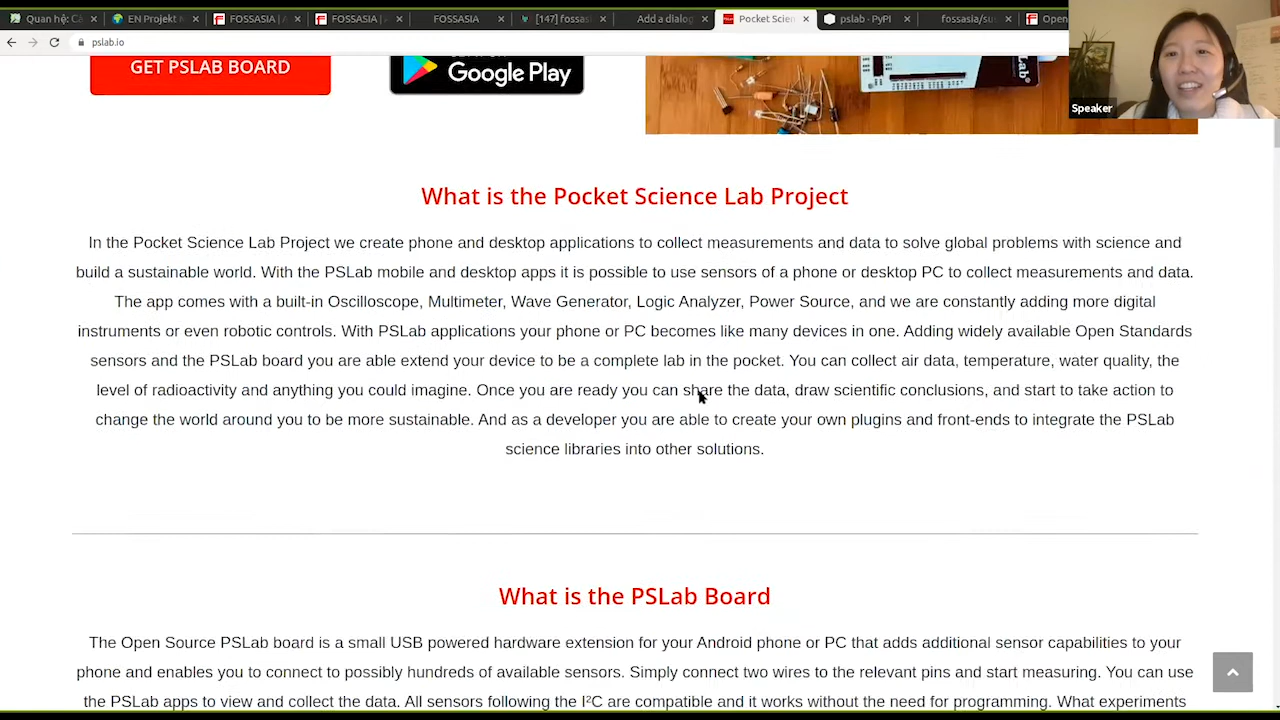 Quan hệ: Cá
EN Projekt M
FOSSASIA | A
FOSSASIA |
FOSSASIA
[147] fossas
Add a dialog
Pocket Scien
pslab · PyPI
fossasia/sus
Open
pslab.io
GET PSLAB BOARD
Google Play
Lab
Speaker
What is the Pocket Science Lab Project
In the Pocket Science Lab Project we create phone and desktop applications to collect measurements and data to solve global problems with science and
build a sustainable world. With the PSLab mobile and desktop apps it is possible to use sensors of a phone or desktop PC to collect measurements and data.
The app comes with a built-in Oscilloscope, Multimeter, Wave Generator, Logic Analyzer, Power Source, and we are constantly adding more digital
instruments or even robotic controls. With PSLab applications your phone or PC becomes like many devices in one. Adding widely available Open Standards
sensors and the PSLab board you are able extend your device to be a complete lab in the pocket. You can collect air data, temperature, water quality, the
level of radioactivity and anything you could imagine. Once you are ready you can share the data, draw scientific conclusions, and start to take action to
change the world around you to be more sustainable. And as a developer you are able to create your own plugins and front-ends to integrate the PSLab
science libraries into other solutions.
What is the PSLab Board
The Open Source PSLab board is a small USB powered hardware extension for your Android phone or PC that adds additional sensor capabilities to your
phone and enables you to connect to possibly hundreds of available sensors. Simply connect two wires to the relevant pins and start measuring. You can use
the PSLab apps to view and collect the data. All sensors following the I²C are compatible and it works without the need for programming. What experiments